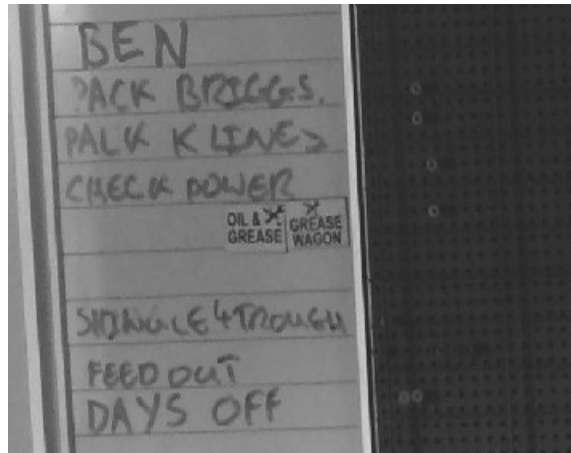 BEN
PACK BRIGGS.
PACK K LINES
CHECK POWER
OIL & GREASE
GREASE WAGON
SHINGLE 4 TROUGH
FEED OUT
DAYS OFF